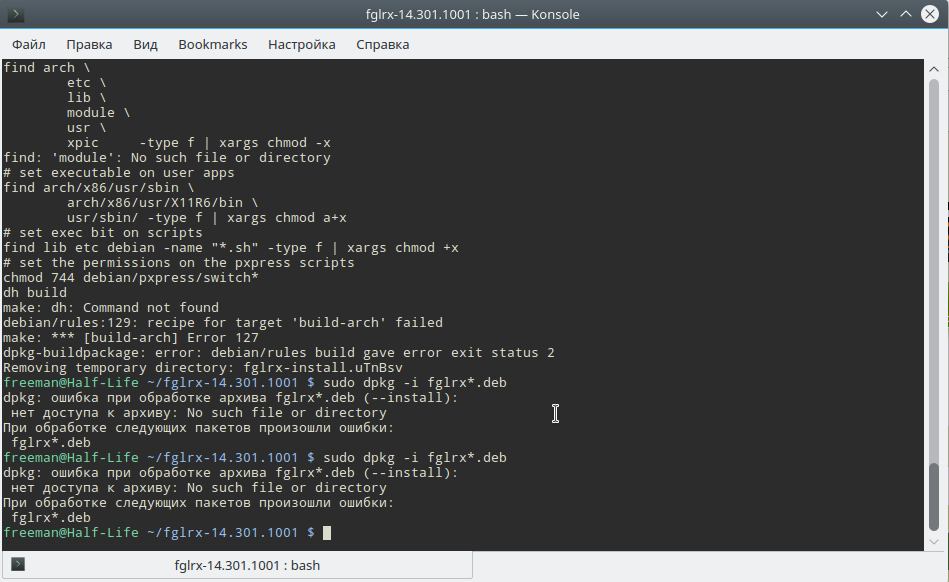 fglrx-14.301.1001 : bash — Konsole
Файл Правка Вид Bookmarks Настройка Справка
find arch \
        etc \
        lib \
        module \
        usr \
        xpic     -type f | xargs chmod -x
find: 'module': No such file or directory
# set executable on user apps
find arch/x86/usr/sbin \
        arch/x86/usr/X11R6/bin \
        usr/sbin/ -type f | xargs chmod a+x
# set exec bit on scripts
find lib etc debian -name "*.sh" -type f | xargs chmod +x
# set the permissions on the pxpress scripts
chmod 744 debian/pxpress/switch*
dh build
make: dh: Command not found
debian/rules:129: recipe for target 'build-arch' failed
make: *** [build-arch] Error 127
dpkg-buildpackage: error: debian/rules build gave error exit status 2
Removing temporary directory: fglrx-install.uTnBsv
freeman@Half-Life ~/fglrx-14.301.1001 $ sudo dpkg -i fglrx*.deb
dpkg: ошибка при обработке архива fglrx*.deb (--install):
 нет доступа к архиву: No such file or directory
При обработке следующих пакетов произошли ошибки:
 fglrx*.deb
freeman@Half-Life ~/fglrx-14.301.1001 $ sudo dpkg -i fglrx*.deb
dpkg: ошибка при обработке архива fglrx*.deb (--install):
 нет доступа к архиву: No such file or directory
При обработке следующих пакетов произошли ошибки:
 fglrx*.deb
freeman@Half-Life ~/fglrx-14.301.1001 $
fglrx-14.301.1001 : bash